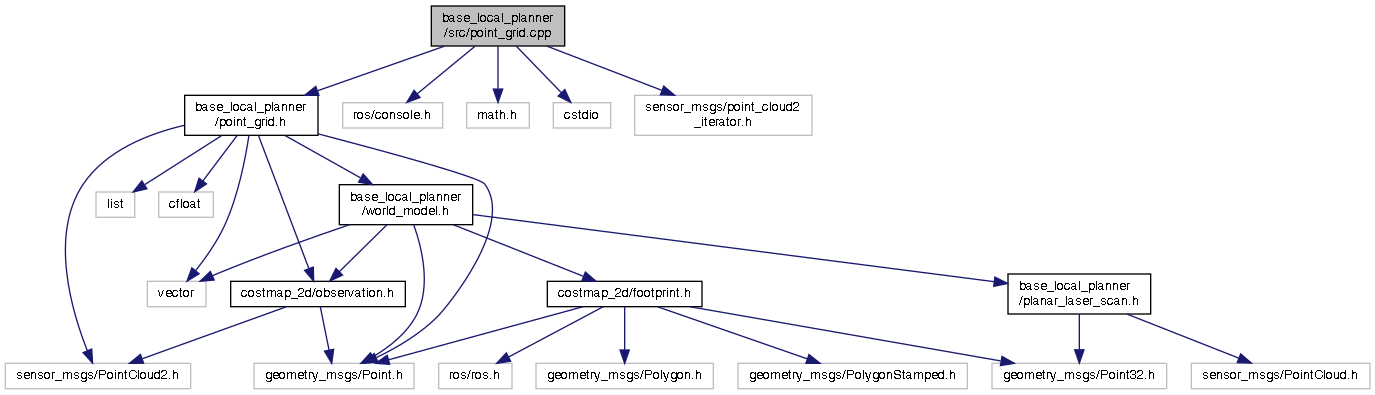 base_local_planner
/src/point_grid.cpp
base_local_planner
/point_grid.h
ros/console.h
math.h
cstdio
sensor_msgs/point_cloud2
_iterator.h
list
cfloat
base_local_planner
/world_model.h
vector
costmap_2d/observation.h
costmap_2d/footprint.h
base_local_planner
/planar_laser_scan.h
sensor_msgs/PointCloud2.h
geometry_msgs/Point.h
ros/ros.h
geometry_msgs/Polygon.h
geometry_msgs/PolygonStamped.h
geometry_msgs/Point32.h
sensor_msgs/PointCloud.h